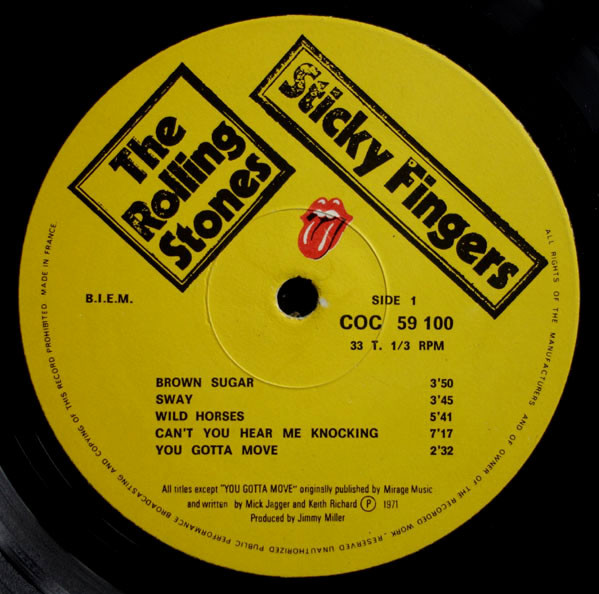 The
Rolling
Stones
Sticky Fingers
B.I.E.M.
SIDE 1
COC 59 100
33 T. 1/3 RPM
BROWN SUGAR 3'50
SWAY 3'45
WILD HORSES 5'41
CAN'T YOU HEAR ME KNOCKING 7'17
YOU GOTTA MOVE 2'32
All titles except "YOU GOTTA MOVE" originally published by Mirage Music
and written by Mick Jagger and Keith Richard Ⓟ 1971
Produced by Jimmy Miller
ALL RIGHTS OF THE MANUFACTURERS AND OF OWNER OF THE RECORDED WORK. RESERVED UNAUTHORIZED PUBLIC PERFORMANCE BROADCASTING AND COPYING OF THIS RECORD PROHIBITED. MADE IN FRANCE